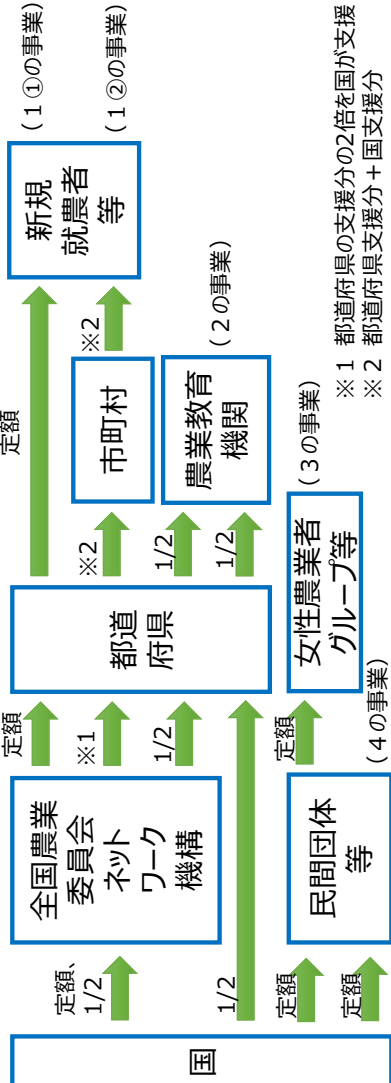 国
定額、
1/2
1/2
定額
定額
全国農業
委員会
ネット
ワーク
機構
民間団体
等
(4の事業)
定額
※1
1/2
定額
都道
府県
女性農業者
グループ等
(3の事業)
定額
※2
1/2
1/2
市町村
農業教育
機関
(2の事業)
※2
新規
就農者
等
(1①の事業)
(1②の事業)
※1 都道府県の支援分の2倍を国が支援
※2 都道府県支援分+国支援分